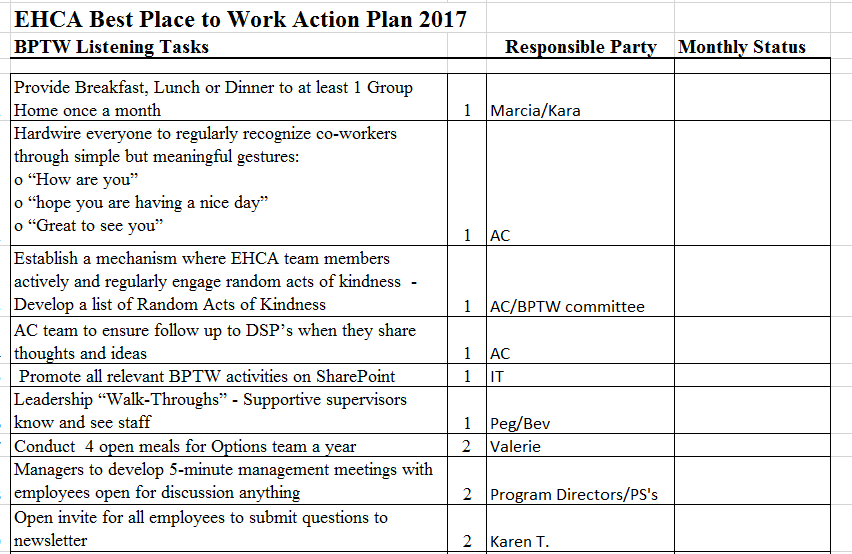 EHCA Best Place to Work Action Plan 2017
BPTW Listening Tasks Responsible Party Monthly Status
Provide Breakfast, Lunch or Dinner to at least 1 Group
Home once a month 1 Marcia/Kara
Hardwire everyone to regularly recognize co-workers
through simple but meaningful gestures:
o “How are you”
o “hope you are having a nice day”
o “Great to see you”
1 AC
Establish a mechanism where EHCA team members
actively and regularly engage random acts of kindness -
Develop a list of Random Acts of Kindness 1 AC/BPTW committee
AC team to ensure follow up to DSP’s when they share
thoughts and ideas 1 AC
Promote all relevant BPTW activities on SharePoint 1 IT
Leadership “Walk-Throughs” - Supportive supervisors
know and see staff 1 Peg/Bev
Conduct 4 open meals for Options team a year 2 Valerie
Managers to develop 5-minute management meetings with
employees open for discussion anything 2 Program Directors/PS's
Open invite for all employees to submit questions to
newsletter 2 Karen T.